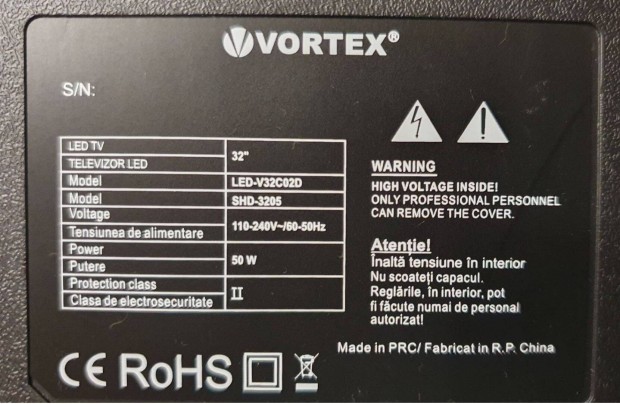 VORTEX®
S/N:
LED TV
TELEVIZOR LED
32"
Model
LED-V32C02D
Model
SHD-3205
Voltage
Tensiunea de alimentare
110-240V~/60-50Hz
Power
Putere
50 W
Protection class
Clasa de electrosecuritate
II
WARNING
HIGH VOLTAGE INSIDE!
ONLY PROFESSIONAL PERSONNEL
CAN REMOVE THE COVER.
Atenție!
Înaltă tensiune în interior
Nu scoateți capacul.
Reglările, în interior, pot
fi făcute numai de personal
autorizat!
Made in PRC/ Fabricat in R.P. China
CE RoHS